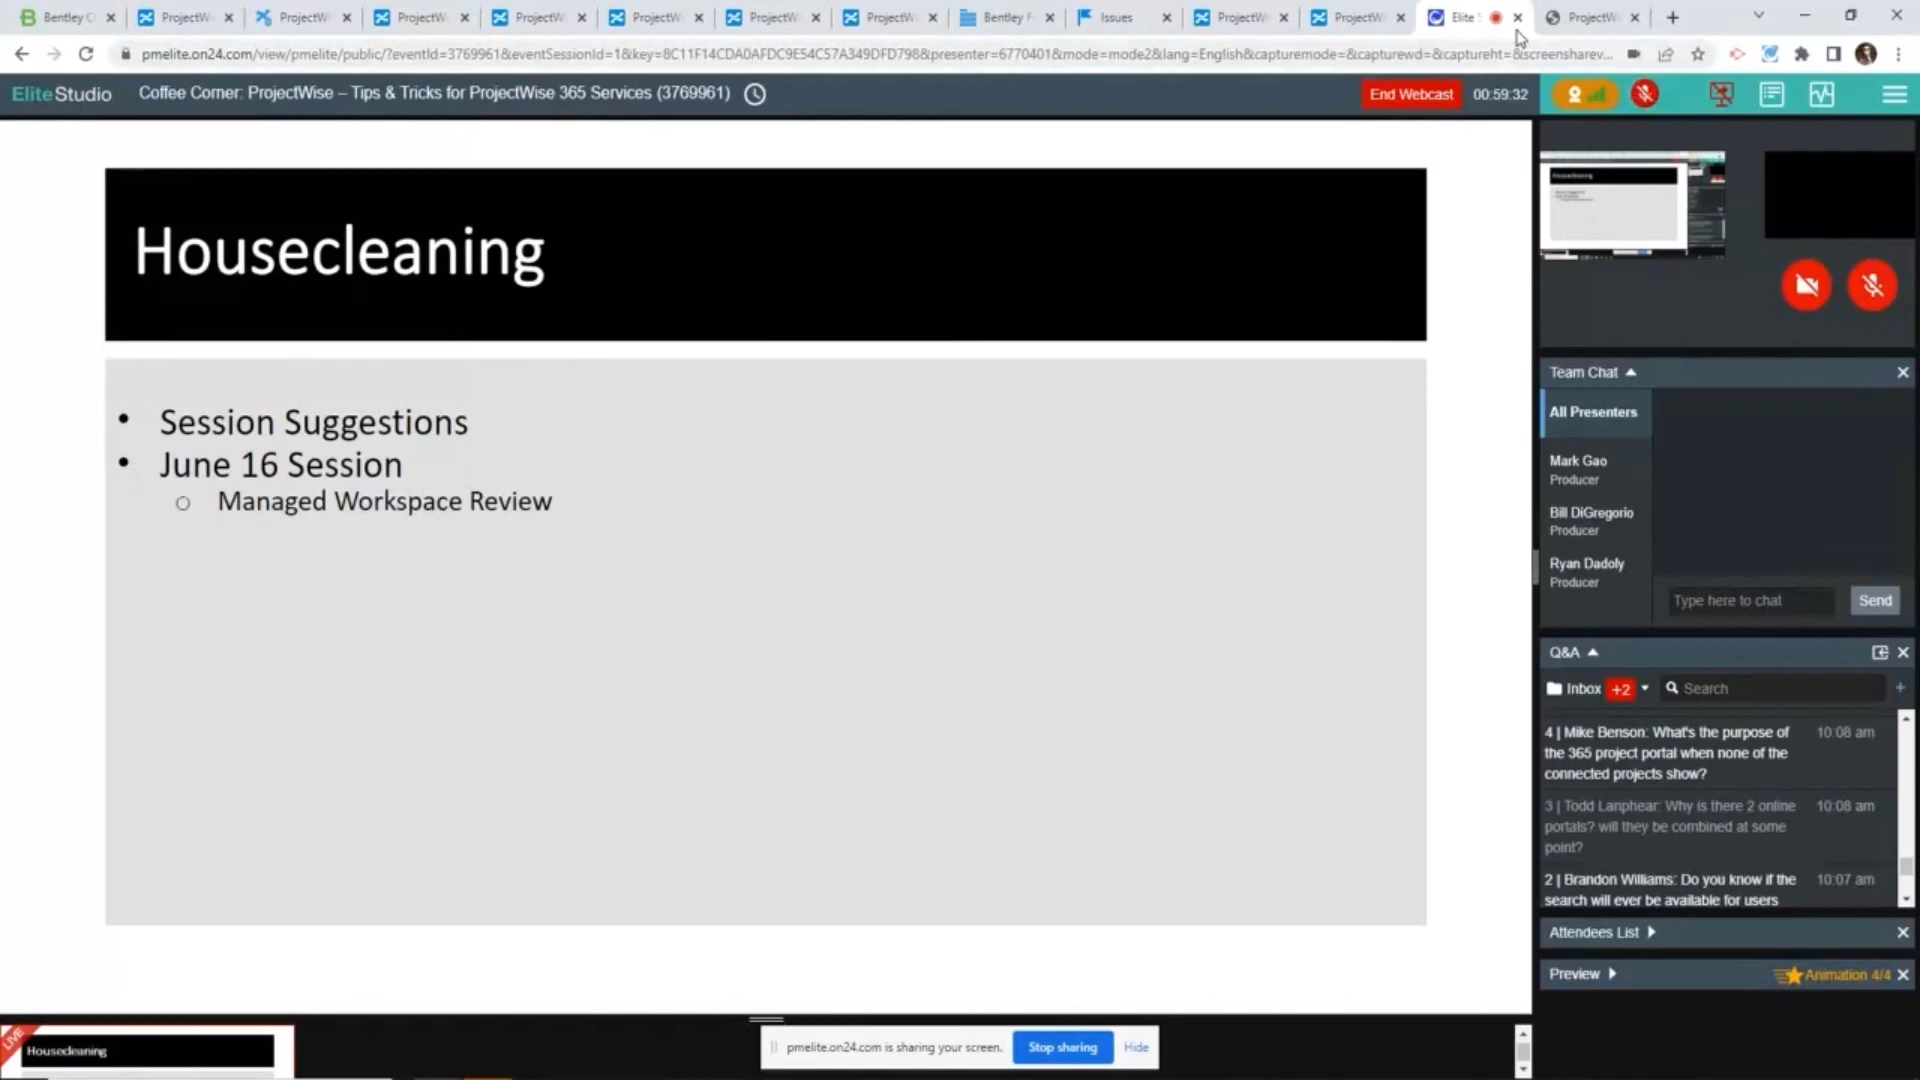 Bentley C
ProjectW
ProjectW
ProjectW
ProjectW
ProjectW
ProjectW
ProjectW
Bentley F
Issues
ProjectW
ProjectW
Elite S
ProjectW
pmelite.on24.com/view/pmelite/public/?eventId=3769961&eventSessionId=1&key=8C11F14CDA0AFDC9E54C57A349DFD798&presenter=6770401&mode=mode2&lang=English&capturemode=&capturewd=&captureht=&screensharev...
EliteStudio
Coffee Corner: ProjectWise – Tips & Tricks for ProjectWise 365 Services (3769961)
End Webcast
00:59:32
Housecleaning
• Session Suggestions
• June 16 Session
○ Managed Workspace Review
Housecleaning
Team Chat
All Presenters
Mark Gao
Producer
Bill DiGregorio
Producer
Ryan Dadoly
Producer
Type here to chat
Send
Q&A
Inbox +2
Search
4 | Mike Benson: What's the purpose of 10:08 am
the 365 project portal when none of the
connected projects show?
3 | Todd Lanphear: Why is there 2 online 10:08 am
portals? will they be combined at some
point?
2 | Brandon Williams: Do you know if the 10:07 am
search will ever be available for users
Attendees List
Preview
Animation 4/4
LIVE
Housecleaning
pmelite.on24.com is sharing your screen.
Stop sharing
Hide